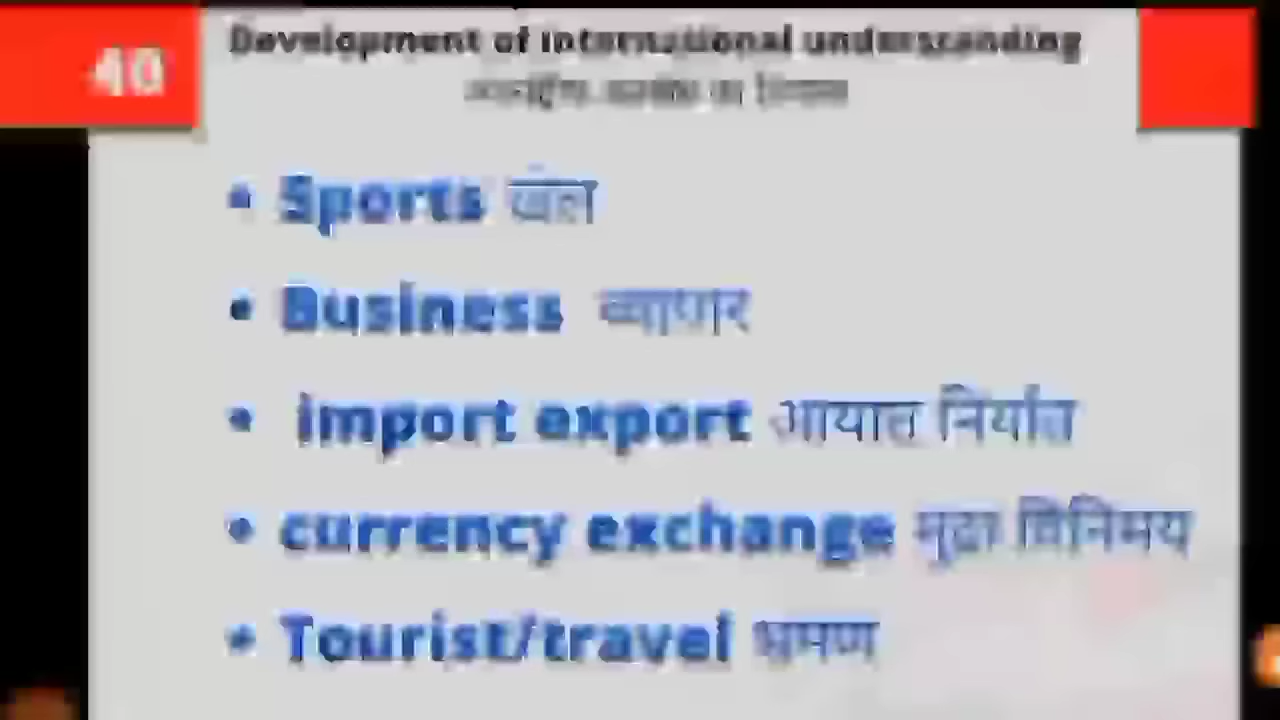 40
Development of international understanding
• Sports खेल
• Business व्यापार
• import export आयात निर्यात
• currency exchange मुद्रा विनिमय
• Tourist/travel भ्रमण